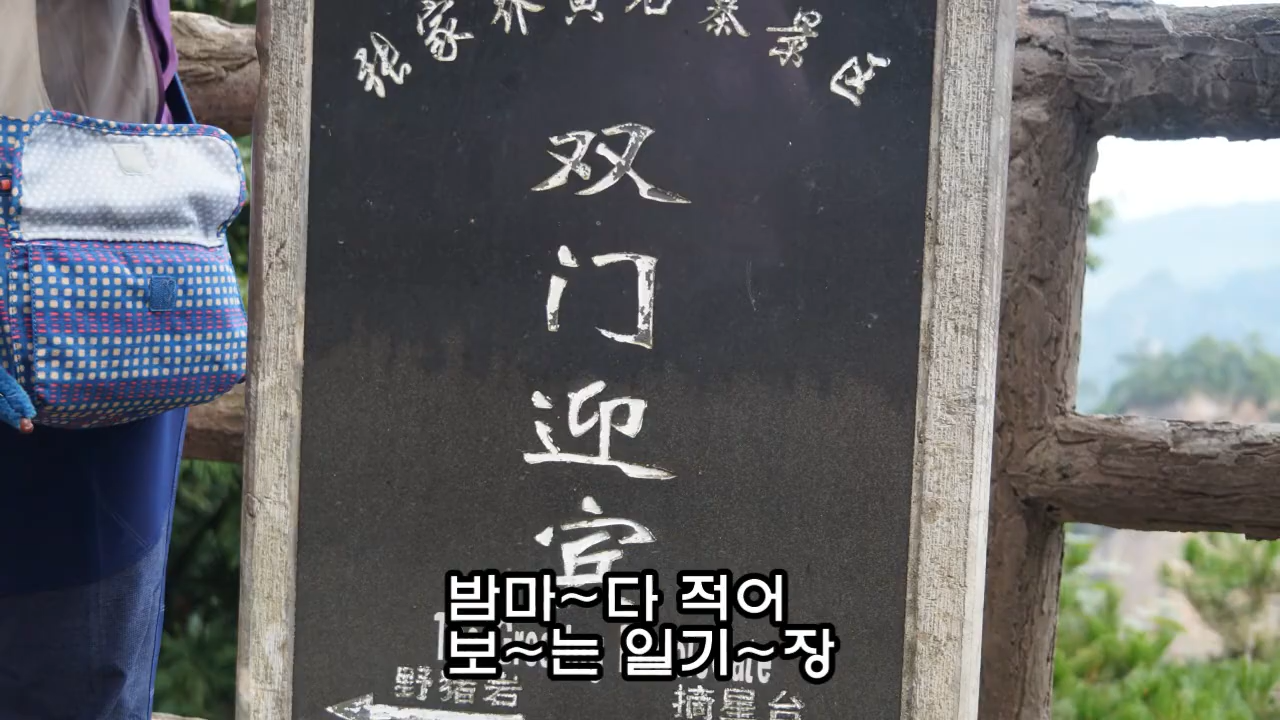 张家界黄石寨景区
双门迎宾
밤마~다 적어
보~는 일기~장
野猪岩 摘星台